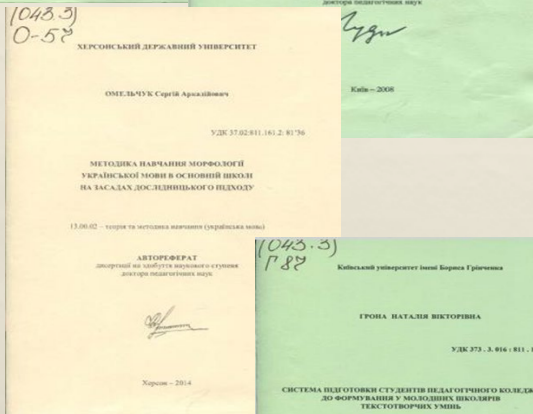 (043.3)
О-57
ХЕРСОНСЬКИЙ ДЕРЖАВНИЙ УНІВЕРСИТЕТ
ОМЕЛЬЧУК Сергій Аркадійович
УДК 37.02:811.161.2: 81'36
МЕТОДИКА НАВЧАННЯ МОРФОЛОГІЇ
УКРАЇНСЬКОЇ МОВИ В ОСНОВНІЙ ШКОЛІ
НА ЗАСАДАХ ДОСЛІДНИЦЬКОГО ПІДХОДУ
13.00.02 – теорія та методика навчання (українська мова)
АВТОРЕФЕРАТ
дисертації на здобуття наукового ступеня
доктора педагогічних наук
Херсон – 2014
доктора педагогічних наук
Київ – 2008
(043.3)
Г 87
Київський університет імені Бориса Грінченка
ГРОНА НАТАЛІЯ ВІКТОРІВНА
УДК 373 . 3. 016 : 811 .
СИСТЕМА ПІДГОТОВКИ СТУДЕНТІВ ПЕДАГОГІЧНОГО КОЛЕДЖ
ДО ФОРМУВАННЯ У МОЛОДШИХ ШКОЛЯРІВ
ТЕКСТОТВОРЧИХ УМІНЬ